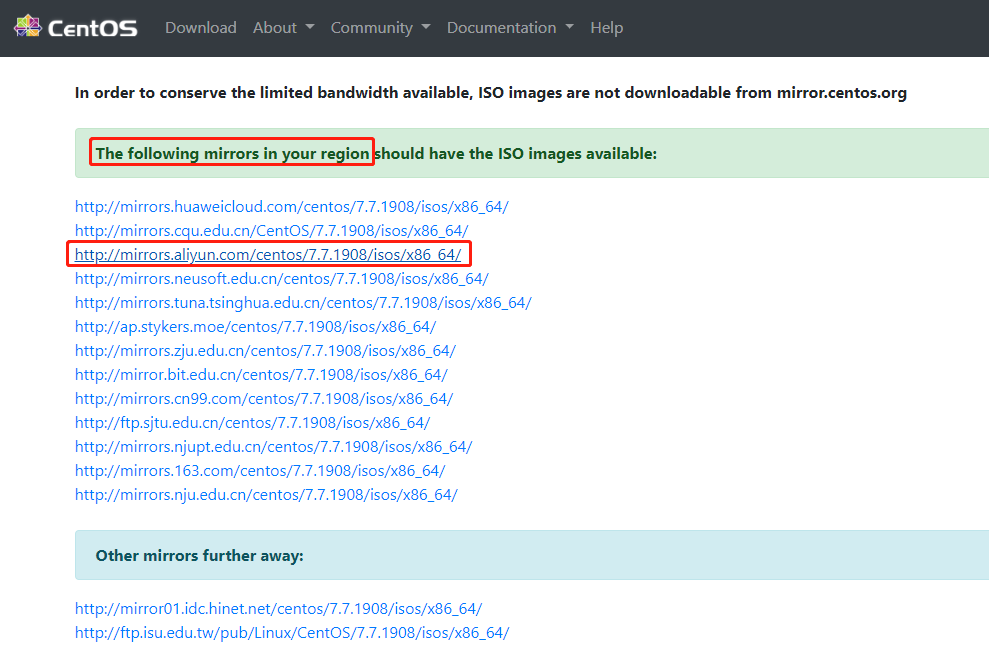 CentOS Download About Community Documentation Help
In order to conserve the limited bandwidth available, ISO images are not downloadable from mirror.centos.org
The following mirrors in your region should have the ISO images available:
http://mirrors.huaweicloud.com/centos/7.7.1908/isos/x86_64/
http://mirrors.cqu.edu.cn/CentOS/7.7.1908/isos/x86_64/
http://mirrors.aliyun.com/centos/7.7.1908/isos/x86_64/
http://mirrors.neusoft.edu.cn/centos/7.7.1908/isos/x86_64/
http://mirrors.tuna.tsinghua.edu.cn/centos/7.7.1908/isos/x86_64/
http://ap.stykers.moe/centos/7.7.1908/isos/x86_64/
http://mirrors.zju.edu.cn/centos/7.7.1908/isos/x86_64/
http://mirror.bit.edu.cn/centos/7.7.1908/isos/x86_64/
http://mirrors.cn99.com/centos/7.7.1908/isos/x86_64/
http://ftp.sjtu.edu.cn/centos/7.7.1908/isos/x86_64/
http://mirrors.njupt.edu.cn/centos/7.7.1908/isos/x86_64/
http://mirrors.163.com/centos/7.7.1908/isos/x86_64/
http://mirrors.nju.edu.cn/centos/7.7.1908/isos/x86_64/
Other mirrors further away:
http://mirror01.idc.hinet.net/centos/7.7.1908/isos/x86_64/
http://ftp.isu.edu.tw/pub/Linux/CentOS/7.7.1908/isos/x86_64/